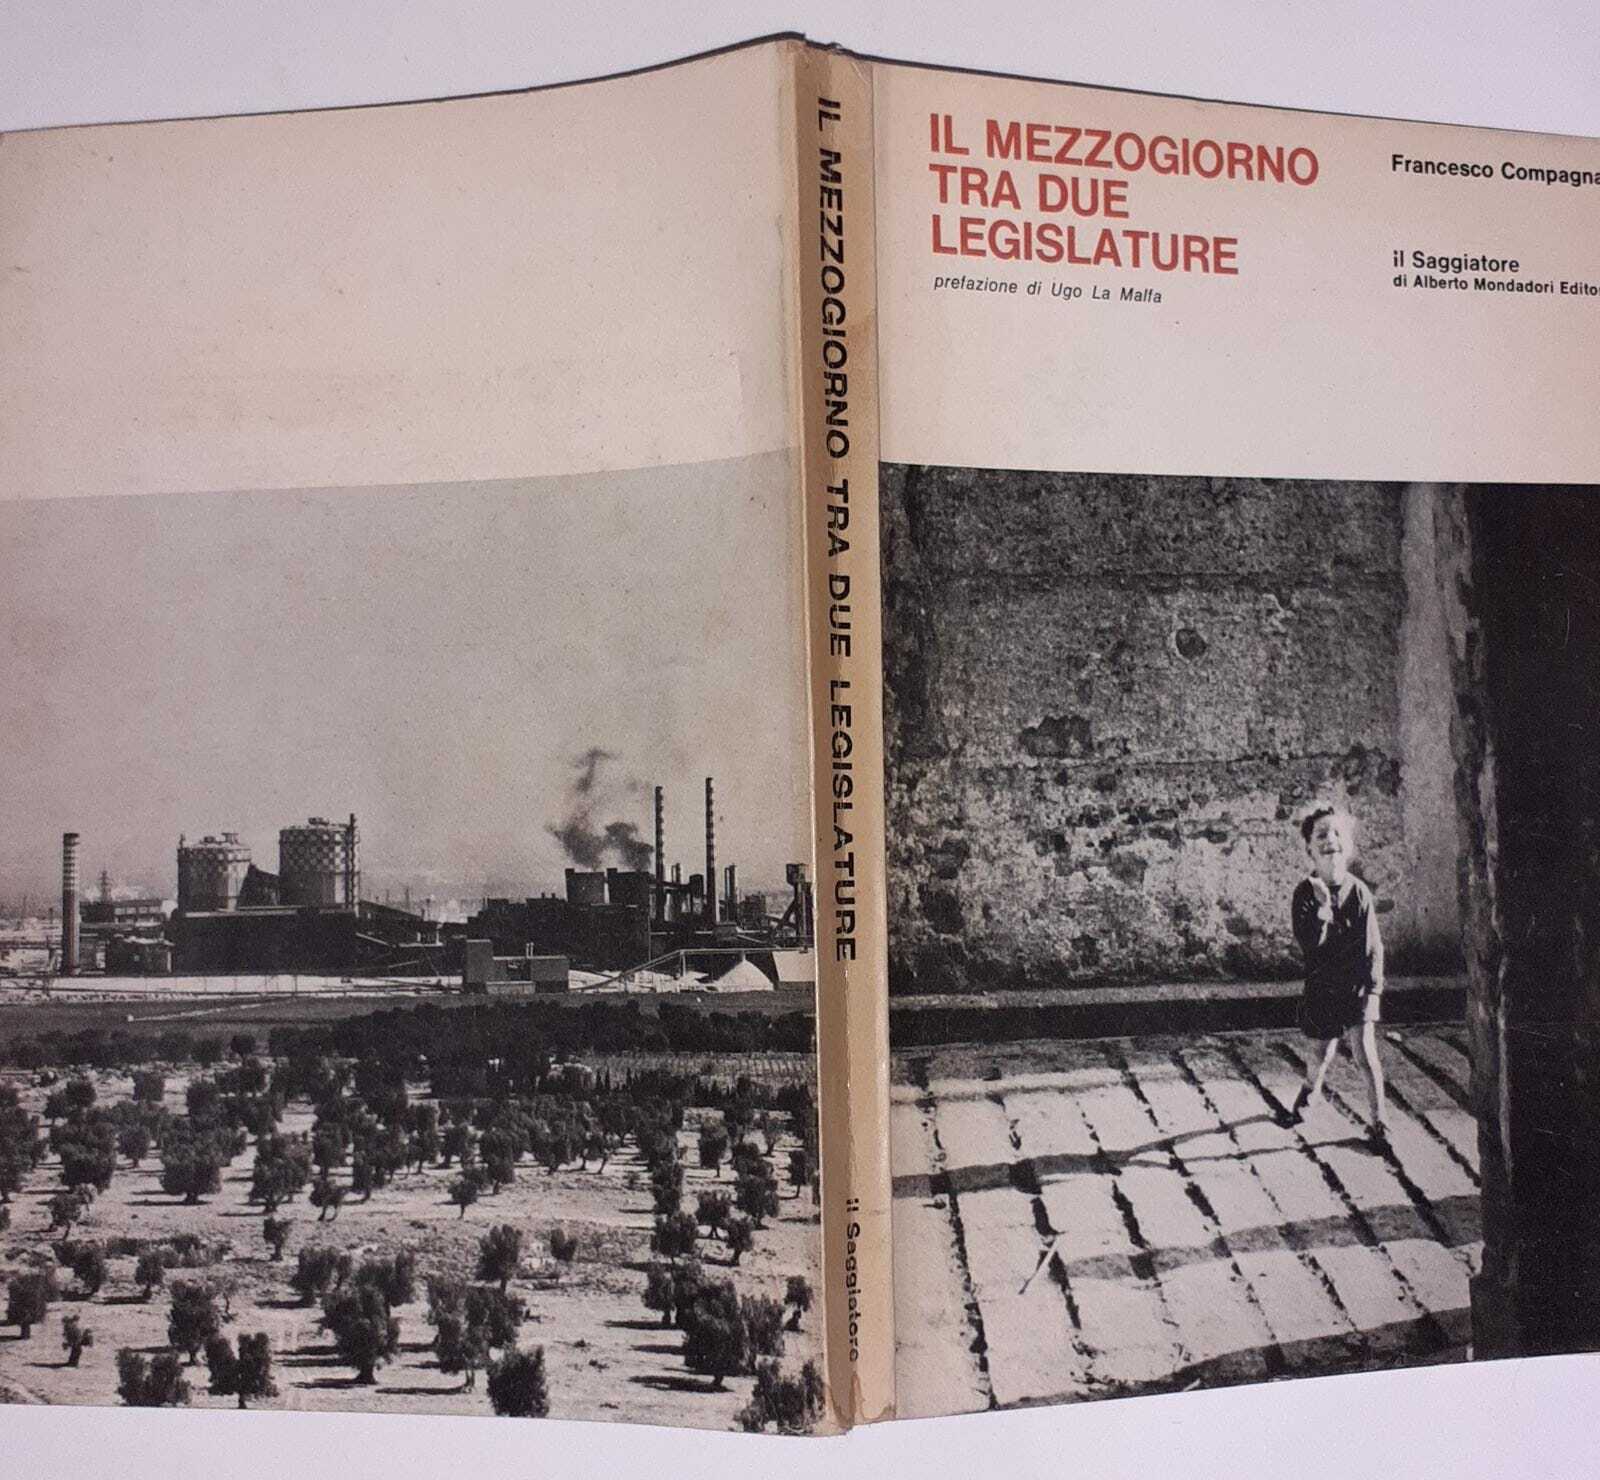 IL MEZZOGIORNO TRA DUE LEGISLATURE
il Saggiatore
IL MEZZOGIORNO
TRA DUE
LEGISLATURE
prefazione di Ugo La Malfa
Francesco Compagna
il Saggiatore
di Alberto Mondadori